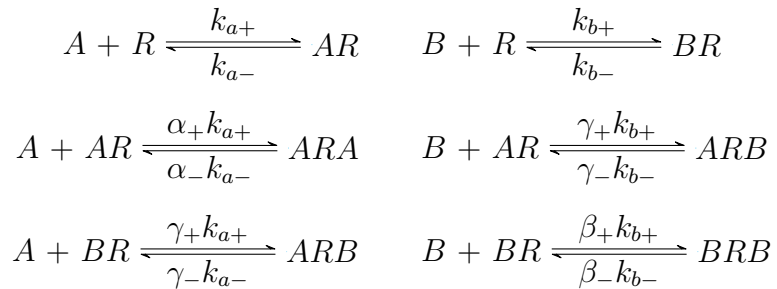 A + R ⇌ AR (k_{a+} / k_{a−})    B + R ⇌ BR (k_{b+} / k_{b−})
A + AR ⇌ ARA (α_+k_{a+} / α_−k_{a−})    B + AR ⇌ ARB (γ_+k_{b+} / γ_−k_{b−})
A + BR ⇌ ARB (γ_+k_{a+} / γ_−k_{a−})    B + BR ⇌ BRB (β_+k_{b+} / β_−k_{b−})